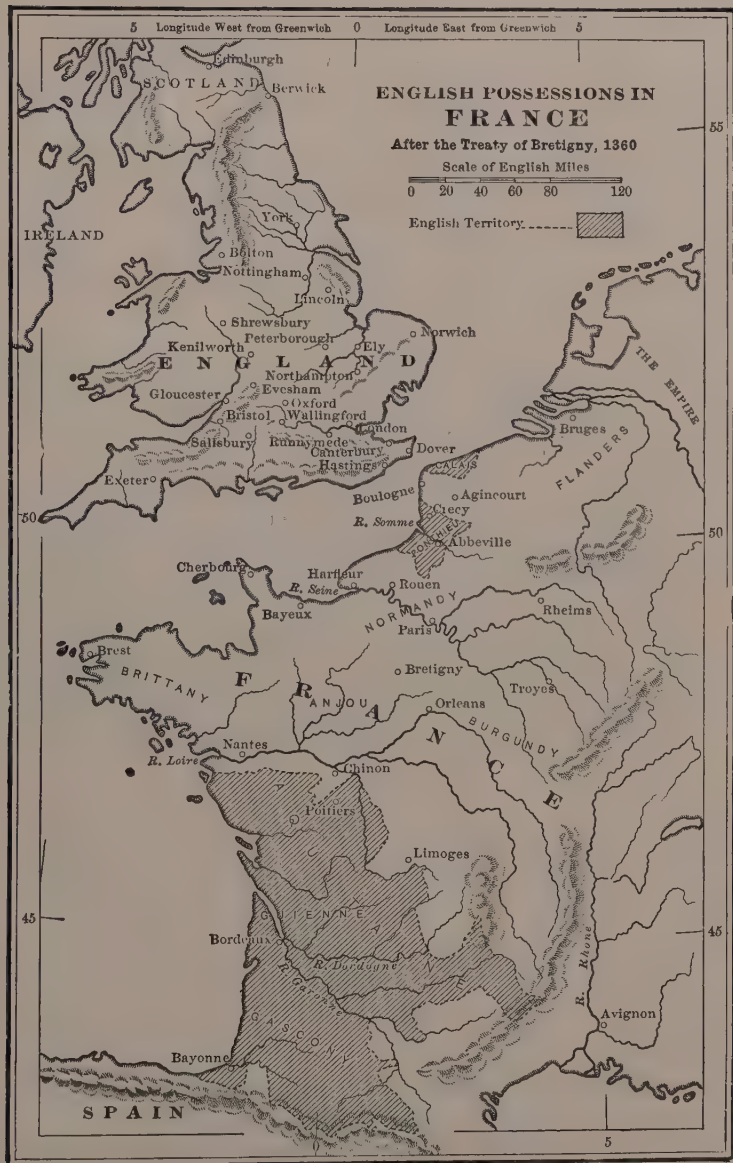 5 Longitude West from Greenwich 0 Longitude East from Greenwich 5
ENGLISH POSSESSIONS IN
FRANCE
After the Treaty of Bretigny, 1360
Scale of English Miles
0 20 40 60 80 120
English Territory
55
Edinburgh
SCOTLAND
Berwick
IRELAND
York
Bolton
Nottingham
Lincoln
Shrewsbury
Peterborough
Norwich
Kenilworth
Ely
ENGLAND
Northampton
Evesham
Gloucester
Oxford
Bristol
Wallingford
London
Salisbury
Runnymede
Canterbury
Dover
Hastings
Exeter
THE EMPIRE
Bruges
FLANDERS
CALAIS
Boulogne
Agincourt
50
Crecy
R. Somme
PONTHIEU
Abbeville
50
Cherbourg
Harfleur
R. Seine
Rouen
Bayeux
NORMANDY
Rheims
Paris
Brest
BRITTANY
FRANCE
Bretigny
ANJOU
Troyes
Orleans
BURGUNDY
Nantes
R. Loire
Chinon
Poitiers
Limoges
45
GUIENNE
45
Bordeaux
R. Dordogne
R. Garonne
R. Rhone
GASCONY
Avignon
Bayonne
SPAIN
0
5